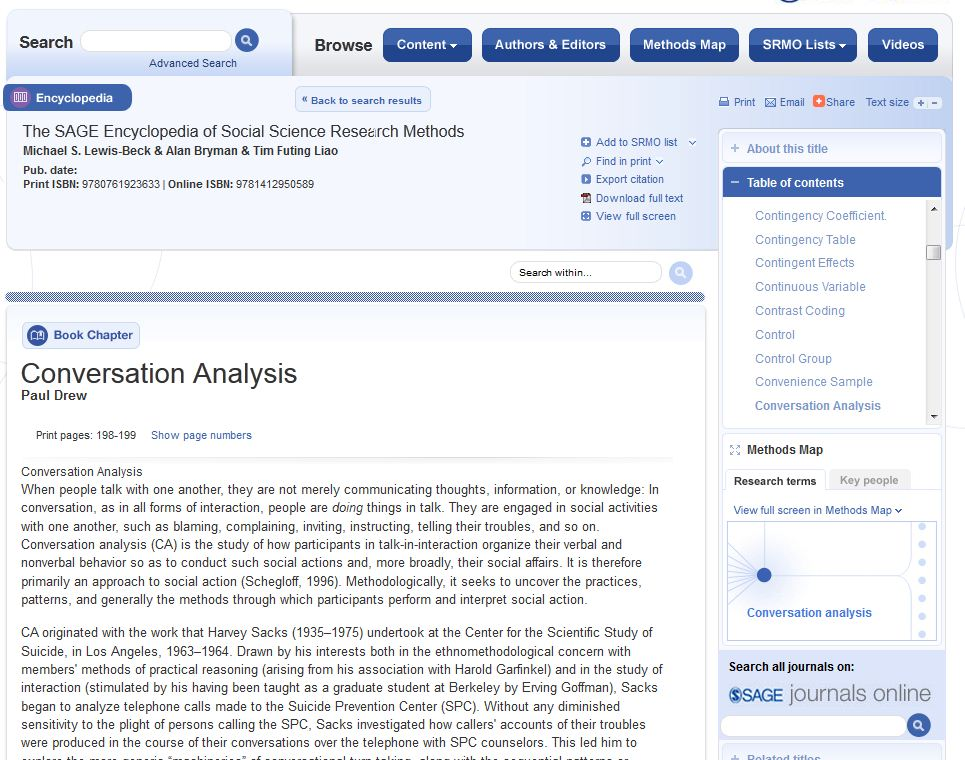 Search
Advanced Search
Browse
Content
Authors & Editors
Methods Map
SRMO Lists
Videos
Encyclopedia
« Back to search results
Print
Email
Share
Text size + −
The SAGE Encyclopedia of Social Science Research Methods
Michael S. Lewis-Beck & Alan Bryman & Tim Futing Liao
Pub. date:
Print ISBN: 9780761923633 | Online ISBN: 9781412950589
Add to SRMO list
Find in print
Export citation
Download full text
View full screen
Search within...
Book Chapter
Conversation Analysis
Paul Drew
Print pages: 198-199 Show page numbers
Conversation Analysis
When people talk with one another, they are not merely communicating thoughts, information, or knowledge: In
conversation, as in all forms of interaction, people are doing things in talk. They are engaged in social activities
with one another, such as blaming, complaining, inviting, instructing, telling their troubles, and so on.
Conversation analysis (CA) is the study of how participants in talk-in-interaction organize their verbal and
nonverbal behavior so as to conduct such social actions and, more broadly, their social affairs. It is therefore
primarily an approach to social action (Schegloff, 1996). Methodologically, it seeks to uncover the practices,
patterns, and generally the methods through which participants perform and interpret social action.
CA originated with the work that Harvey Sacks (1935–1975) undertook at the Center for the Scientific Study of
Suicide, in Los Angeles, 1963–1964. Drawn by his interests both in the ethnomethodological concern with
members' methods of practical reasoning (arising from his association with Harold Garfinkel) and in the study of
interaction (stimulated by his having been taught as a graduate student at Berkeley by Erving Goffman), Sacks
began to analyze telephone calls made to the Suicide Prevention Center (SPC). Without any diminished
sensitivity to the plight of persons calling the SPC, Sacks investigated how callers' accounts of their troubles
were produced in the course of their conversations over the telephone with SPC counselors. This led him to
explore the more generic “machineries” of conversational turn-taking, along with the sequential patterns or
+ About this title
− Table of contents
Contingency Coefficient.
Contingency Table
Contingent Effects
Continuous Variable
Contrast Coding
Control
Control Group
Convenience Sample
Conversation Analysis
Methods Map
Research terms
Key people
View full screen in Methods Map
Conversation analysis
Search all journals on:
SAGE journals online
+ Related titles